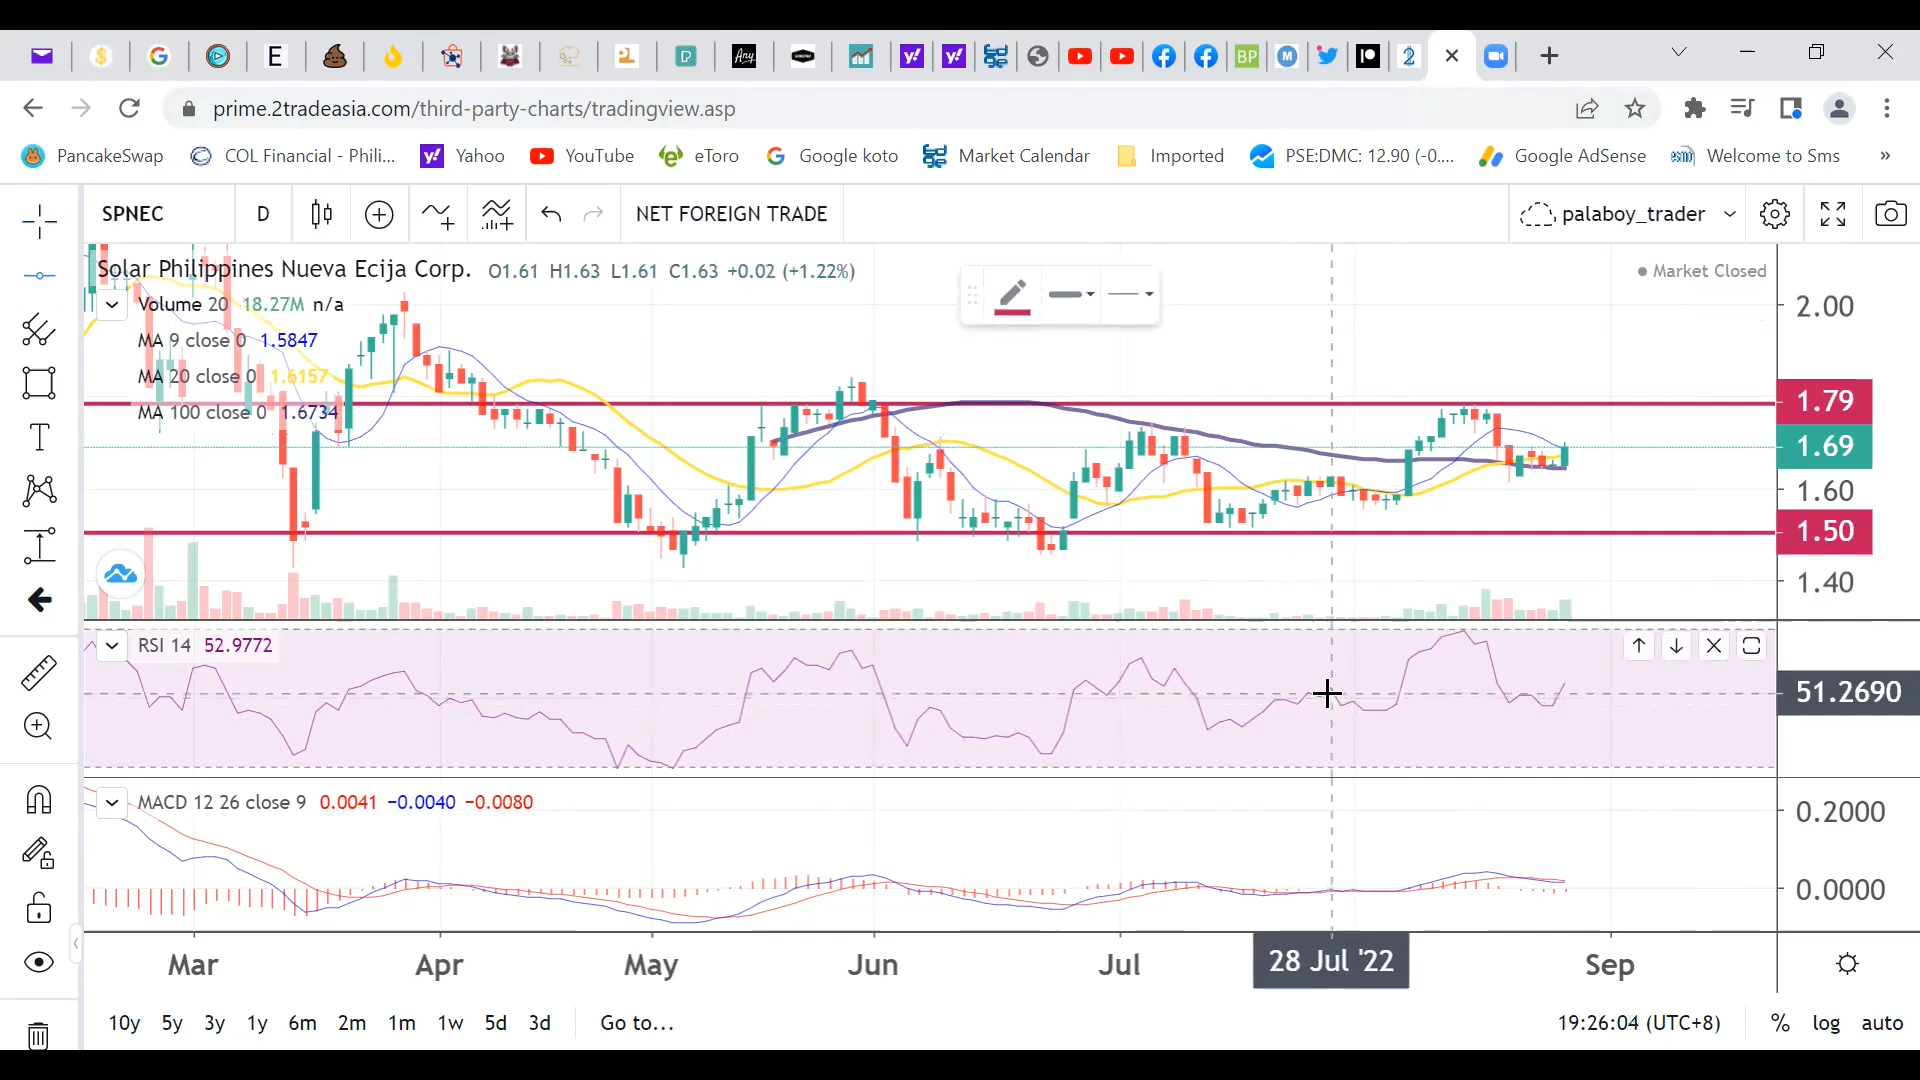 prime.2tradeasia.com/third-party-charts/tradingview.asp
PancakeSwap COL Financial - Phili... Yahoo YouTube eToro Google koto Market Calendar Imported PSE:DMC: 12.90 (-0.... Google AdSense Welcome to Sms »
SPNEC D NET FOREIGN TRADE palaboy_trader
Solar Philippines Nueva Ecija Corp. O1.61 H1.63 L1.61 C1.63 +0.02 (+1.22%) Market Closed
Volume 20 18.27M n/a
MA 9 close 0 1.5847
MA 20 close 0 1.6157
MA 100 close 0 1.6734
2.00
1.79
1.69
1.60
1.50
1.40
RSI 14 52.9772
51.2690
MACD 12 26 close 9 0.0041 −0.0040 −0.0080
0.2000
0.0000
Mar Apr May Jun Jul 28 Jul '22 Sep
10y 5y 3y 1y 6m 2m 1m 1w 5d 3d Go to... 19:26:04 (UTC+8) % log auto